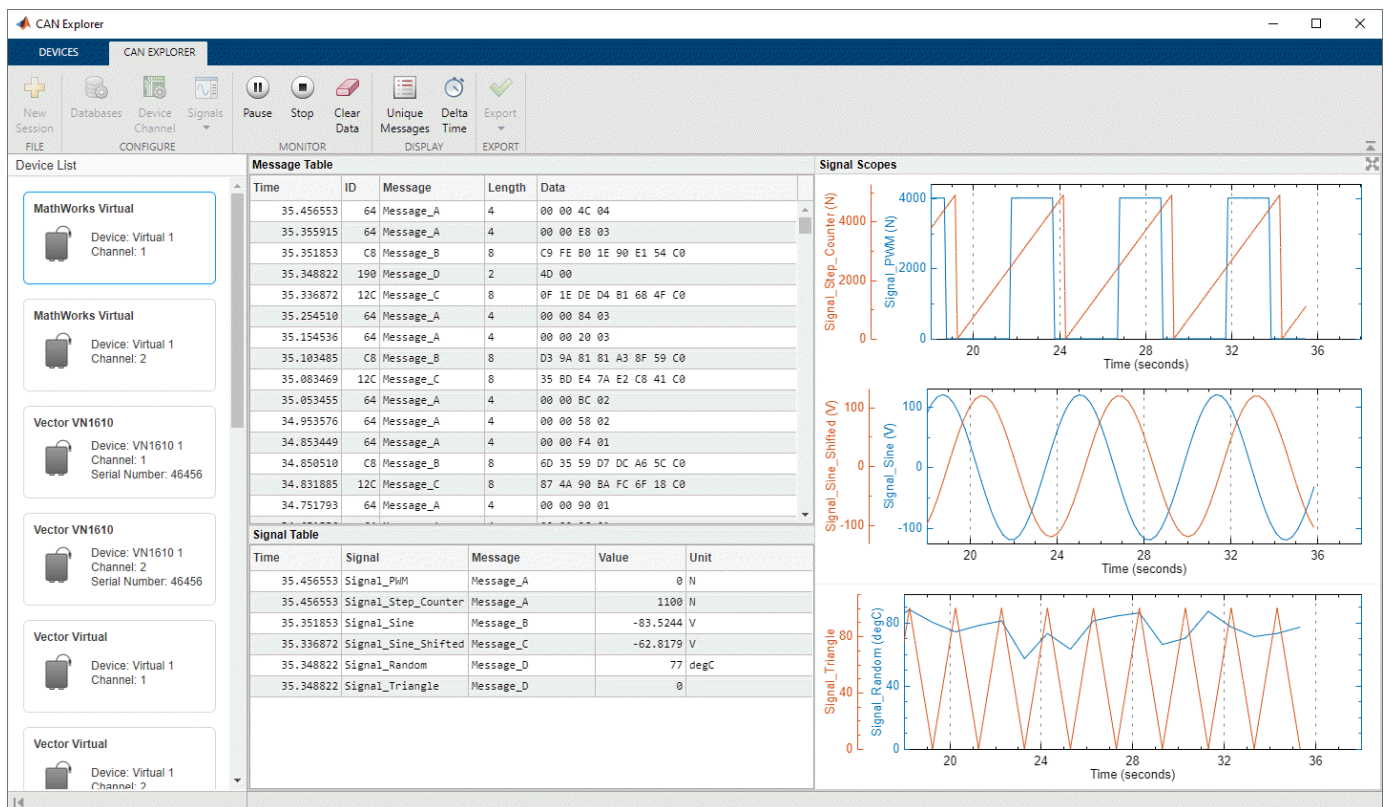 CAN Explorer
DEVICES CAN EXPLORER
New Session
Databases
Device Channel
Signals
Pause
Stop
Clear Data
Unique Messages
Delta Time
Export
FILE CONFIGURE MONITOR DISPLAY EXPORT
Device List
MathWorks Virtual
Device: Virtual 1
Channel: 1
MathWorks Virtual
Device: Virtual 1
Channel: 2
Vector VN1610
Device: VN1610 1
Channel: 1
Serial Number: 46456
Vector VN1610
Device: VN1610 1
Channel: 2
Serial Number: 46456
Vector Virtual
Device: Virtual 1
Channel: 1
Vector Virtual
Device: Virtual 1
Channel: 2
Message Table
Time ID Message Length Data
35.456553 64 Message_A 4 00 00 4C 04
35.355915 64 Message_A 4 00 00 E8 03
35.351853 C8 Message_B 8 C9 FE B0 1E 90 E1 54 C0
35.348822 190 Message_D 2 4D 00
35.336872 12C Message_C 8 0F 1E DE D4 B1 68 4F C0
35.254510 64 Message_A 4 00 00 84 03
35.154536 64 Message_A 4 00 00 20 03
35.103485 C8 Message_B 8 D3 9A 81 81 A3 8F 59 C0
35.083469 12C Message_C 8 35 BD E4 7A E2 C8 41 C0
35.053455 64 Message_A 4 00 00 BC 02
34.953576 64 Message_A 4 00 00 58 02
34.853449 64 Message_A 4 00 00 F4 01
34.850510 C8 Message_B 8 6D 35 59 D7 DC A6 5C C0
34.831885 12C Message_C 8 87 4A 90 BA FC 6F 18 C0
34.751793 64 Message_A 4 00 00 90 01
Signal Table
Time Signal Message Value Unit
35.456553 Signal_PWM Message_A 0 N
35.456553 Signal_Step_Counter Message_A 1100 N
35.351853 Signal_Sine Message_B -83.5244 V
35.336872 Signal_Sine_Shifted Message_C -62.8179 V
35.348822 Signal_Random Message_D 77 degC
35.348822 Signal_Triangle Message_D 0
Signal Scopes
Signal_Step_Counter (N)
4000
2000
0
Signal_PWM (N)
4000
2000
0
20 24 28 32 36
Time (seconds)
Signal_Sine_Shifted (V)
100
0
-100
Signal_Sine (V)
100
0
-100
20 24 28 32 36
Time (seconds)
Signal_Triangle
80
40
0
Signal_Random (degC)
80
40
0
20 24 28 32 36
Time (seconds)